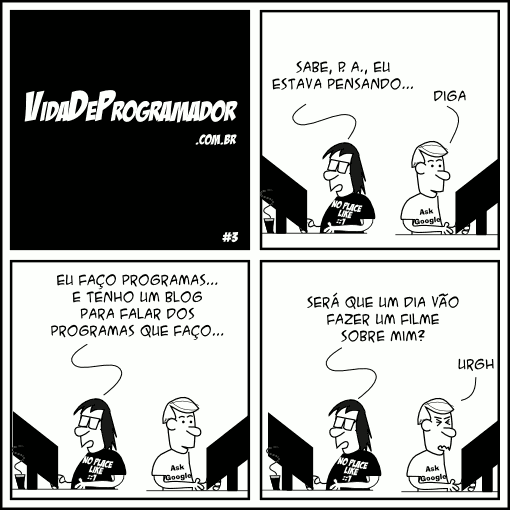 VIDADEPROGRAMADOR
.COM.BR
#3
SABE, P. A., EU
ESTAVA PENSANDO...
DIGA
NO PLACE
LIKE
::1
Ask
Google
EU FAÇO PROGRAMAS...
E TENHO UM BLOG
PARA FALAR DOS
PROGRAMAS QUE FAÇO...
NO PLACE
LIKE
::1
Ask
Google
SERÁ QUE UM DIA VÃO
FAZER UM FILME
SOBRE MIM?
URGH
NO PLACE
LIKE
::1
Ask
Google